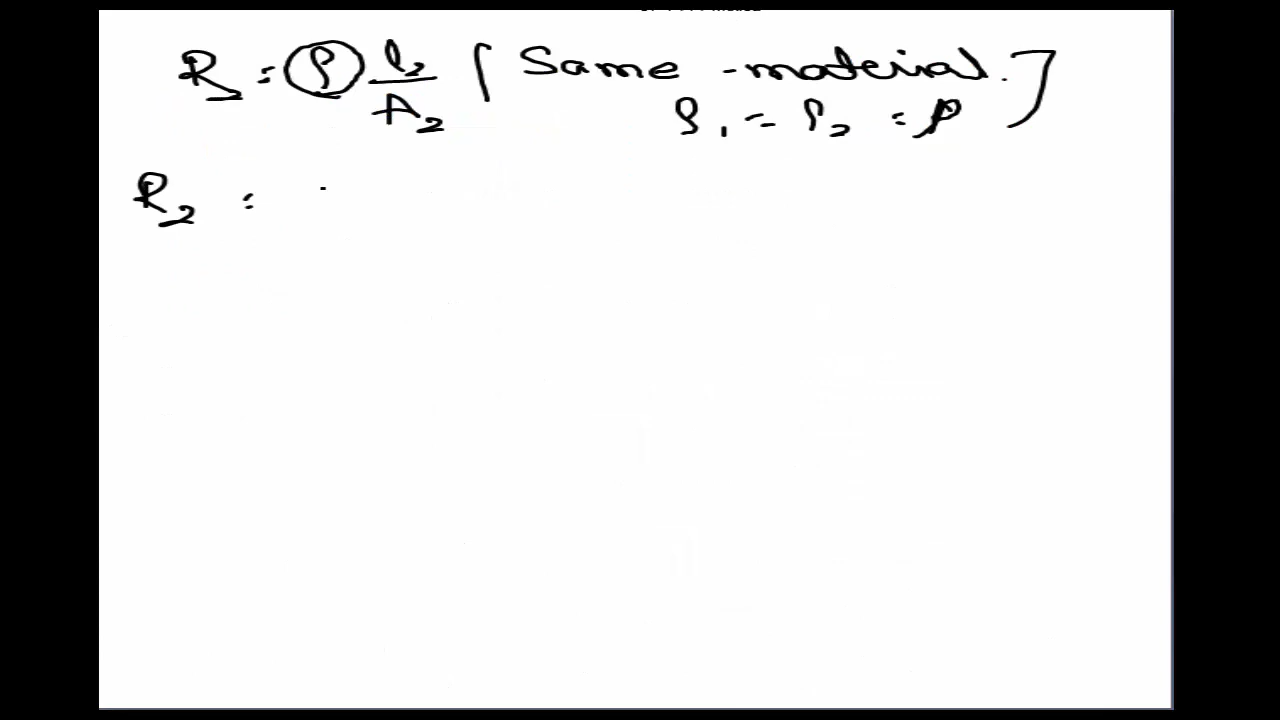 R₂ = ρ l₂/A₂ [Same material.]
ρ₁ = ρ₂ = ρ
R₂ =